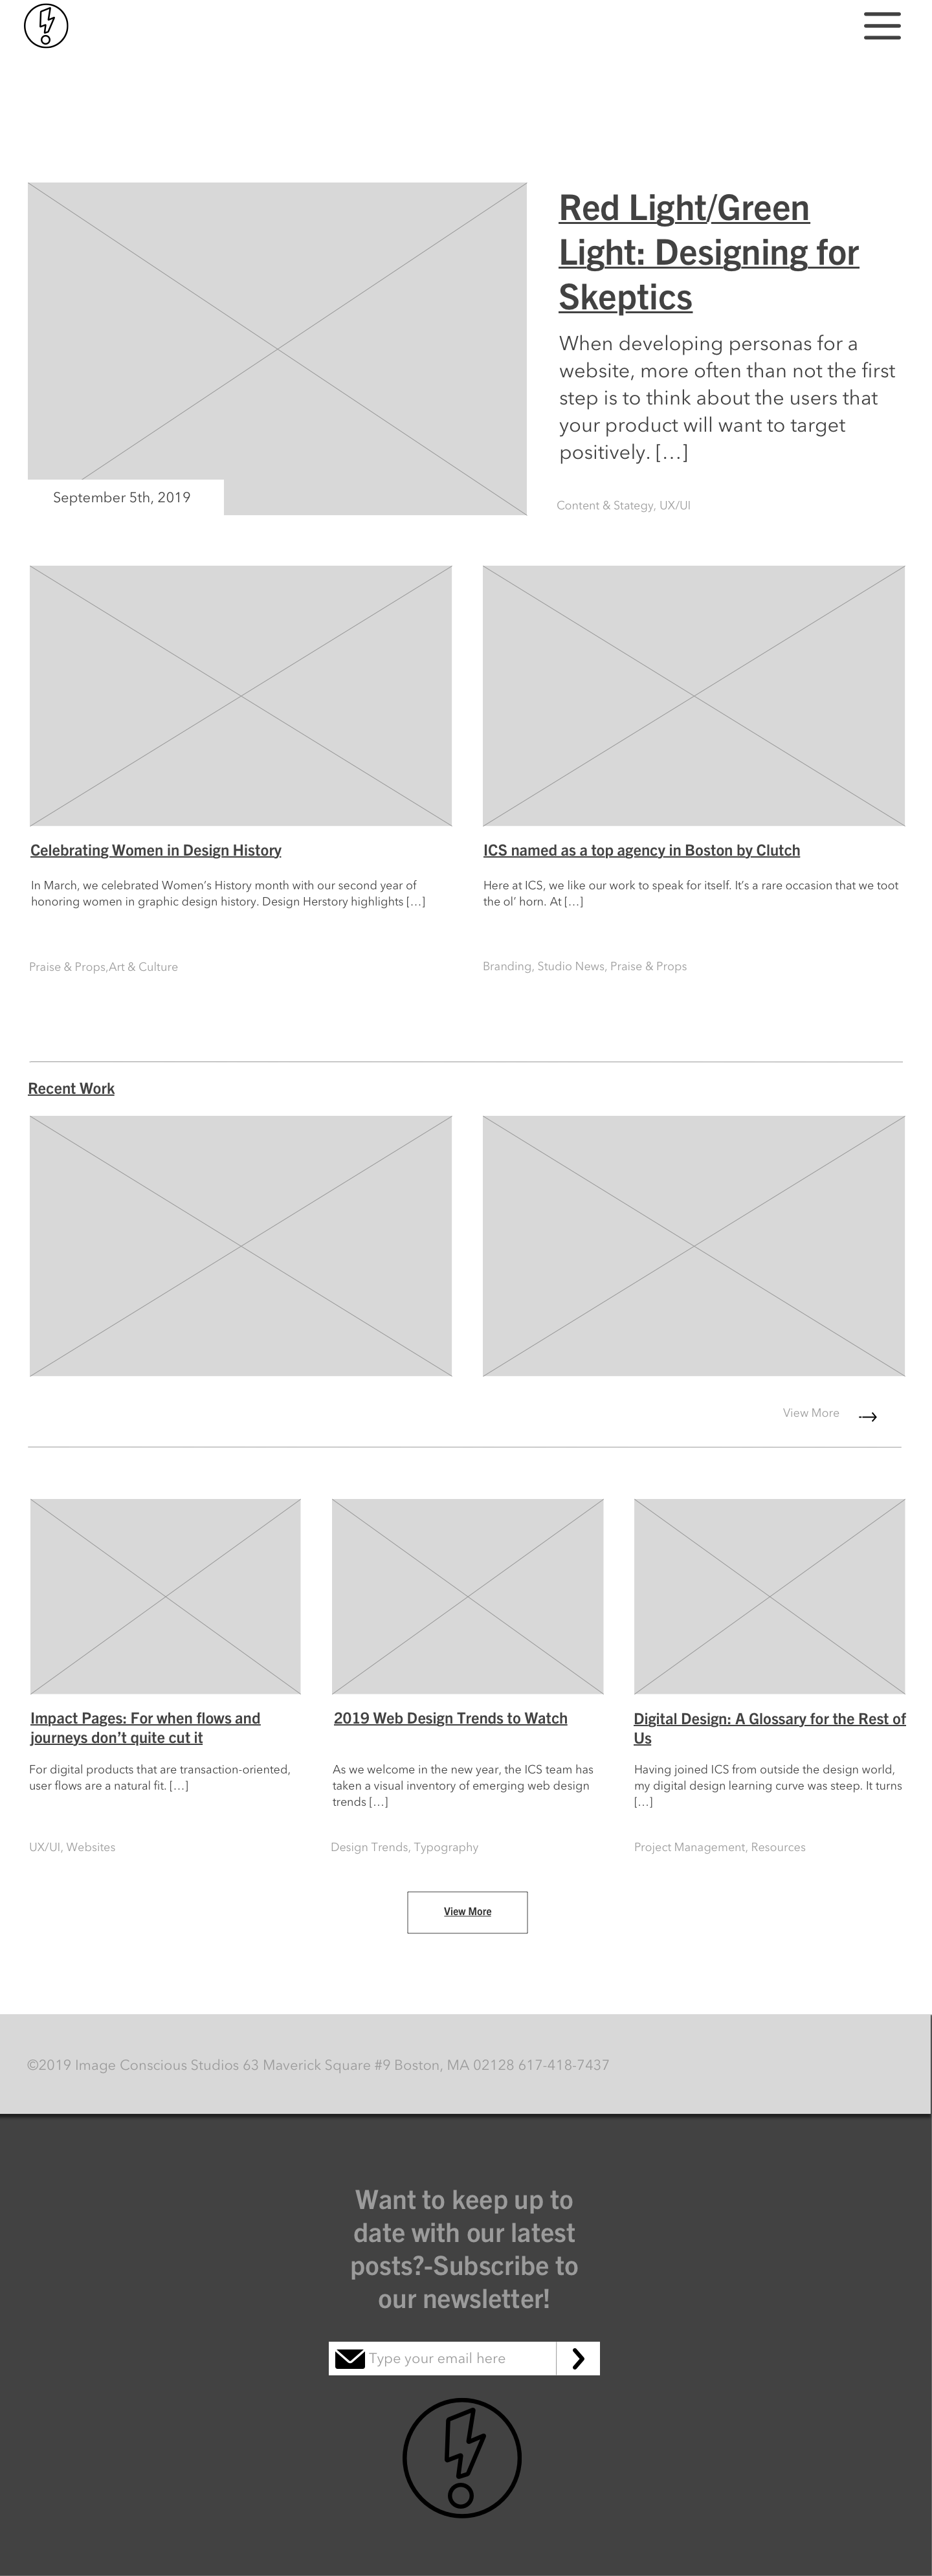 Red Light/Green
Light: Designing for
Skeptics
When developing personas for a
website, more often than not the first
step is to think about the users that
your product will want to target
positively. […]
September 5th, 2019
Content & Stategy, UX/UI
Celebrating Women in Design History
In March, we celebrated Women’s History month with our second year of
honoring women in graphic design history. Design Herstory highlights […]
Praise & Props,Art & Culture
ICS named as a top agency in Boston by Clutch
Here at ICS, we like our work to speak for itself. It’s a rare occasion that we toot
the ol’ horn. At […]
Branding, Studio News, Praise & Props
Recent Work
View More
Impact Pages: For when flows and
journeys don’t quite cut it
For digital products that are transaction-oriented,
user flows are a natural fit. […]
UX/UI, Websites
2019 Web Design Trends to Watch
As we welcome in the new year, the ICS team has
taken a visual inventory of emerging web design
trends […]
Design Trends, Typography
Digital Design: A Glossary for the Rest of
Us
Having joined ICS from outside the design world,
my digital design learning curve was steep. It turns
[…]
Project Management, Resources
View More
©2019 Image Conscious Studios 63 Maverick Square #9 Boston, MA 02128 617-418-7437
Want to keep up to
date with our latest
posts?-Subscribe to
our newsletter!
Type your email here